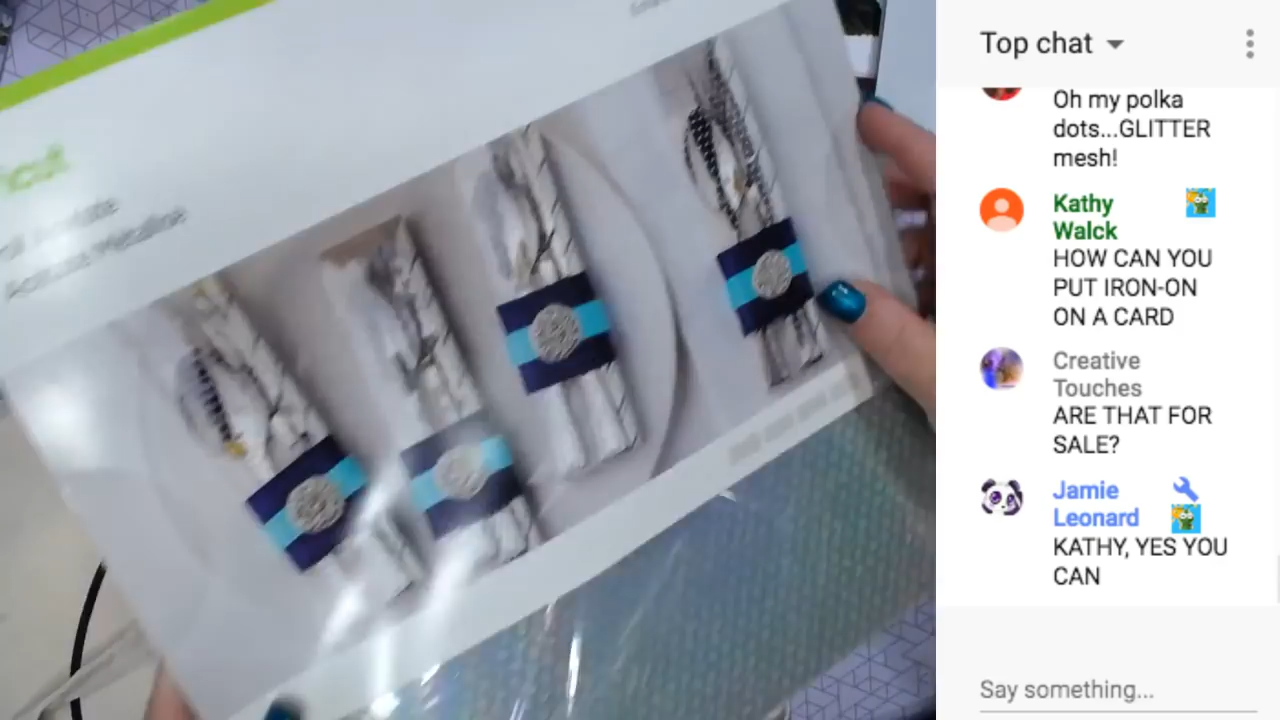 Top chat
Oh my polka
dots...GLITTER
mesh!
Kathy
Walck
HOW CAN YOU
PUT IRON-ON
ON A CARD
Creative
Touches
ARE THAT FOR
SALE?
Jamie
Leonard
KATHY, YES YOU
CAN
Say something...